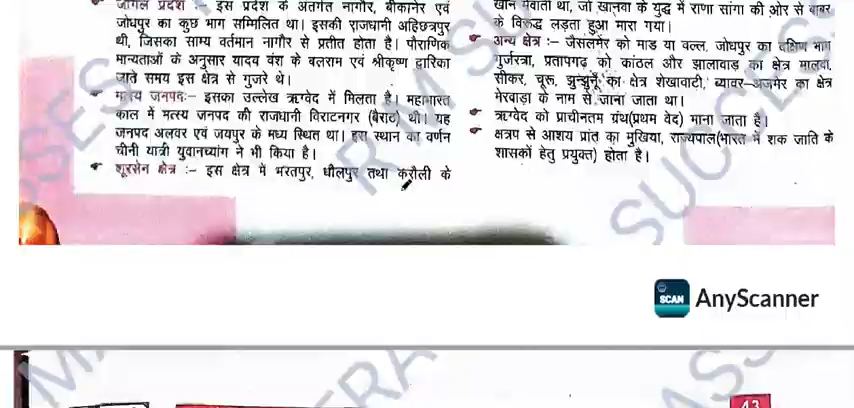 जांगल प्रदेश :– इस प्रदेश के अंतर्गत नागौर, बीकानेर एवं
जोधपुर का कुछ भाग सम्मिलित था। इसकी राजधानी अहिछत्रपुर
थी, जिसका साम्य वर्तमान नागौर से प्रतीत होता है। पौराणिक
मान्यताओं के अनुसार यादव वंश के बलराम एवं श्रीकृष्ण द्वारिका
जाते समय इस क्षेत्र से गुजरे थे।
मत्स्य जनपदः– इसका उल्लेख ऋग्वेद में मिलता है। महाभारत
काल में मत्स्य जनपद की राजधानी विराटनगर (बैराठ) थी। यह
जनपद अलवर एवं जयपुर के मध्य स्थित था। इस स्थान का वर्णन
चीनी यात्री युवानच्यांग ने भी किया है।
शूरसेन क्षेत्र :– इस क्षेत्र में भरतपुर, धौलपुर तथा करौली के
खान मेवाती था, जो खानवा के युद्ध में राणा सांगा की ओर से बाबर
के विरूद्ध लड़ता हुआ मारा गया।
अन्य क्षेत्र :– जैसलमेर को माड या वल्ल, जोधपुर का दक्षिण भाग
गुर्जरत्रा, प्रतापगढ़ को कांठल और झालावाड़ का क्षेत्र मालवा,
सीकर, चूरू, झुन्झुनूँ का क्षेत्र शेखावाटी, ब्यावर-अजमेर का क्षेत्र
मेरवाड़ा के नाम से जाना जाता था।
ऋग्वेद को प्राचीनतम ग्रंथ(प्रथम वेद) माना जाता है।
क्षत्रप से आशय प्रांत का मुखिया, राज्यपाल(भारत में शक जाति के
शासकों हेतु प्रयुक्त) होता है।
SCAN AnyScanner
43